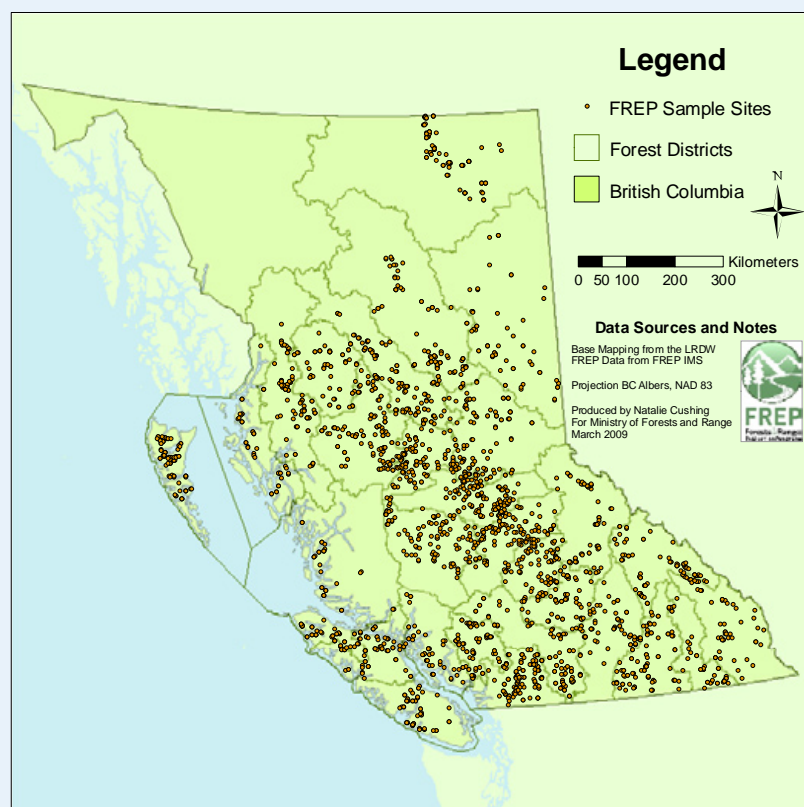 Legend
FREP Sample Sites
Forest Districts
British Columbia
N
Kilometers
0 50 100 200 300
Data Sources and Notes
Base Mapping from the LRDW
FREP Data from FREP IMS
Projection BC Albers, NAD 83
Produced by Natalie Cushing
For Ministry of Forests and Range
March 2009
FREP